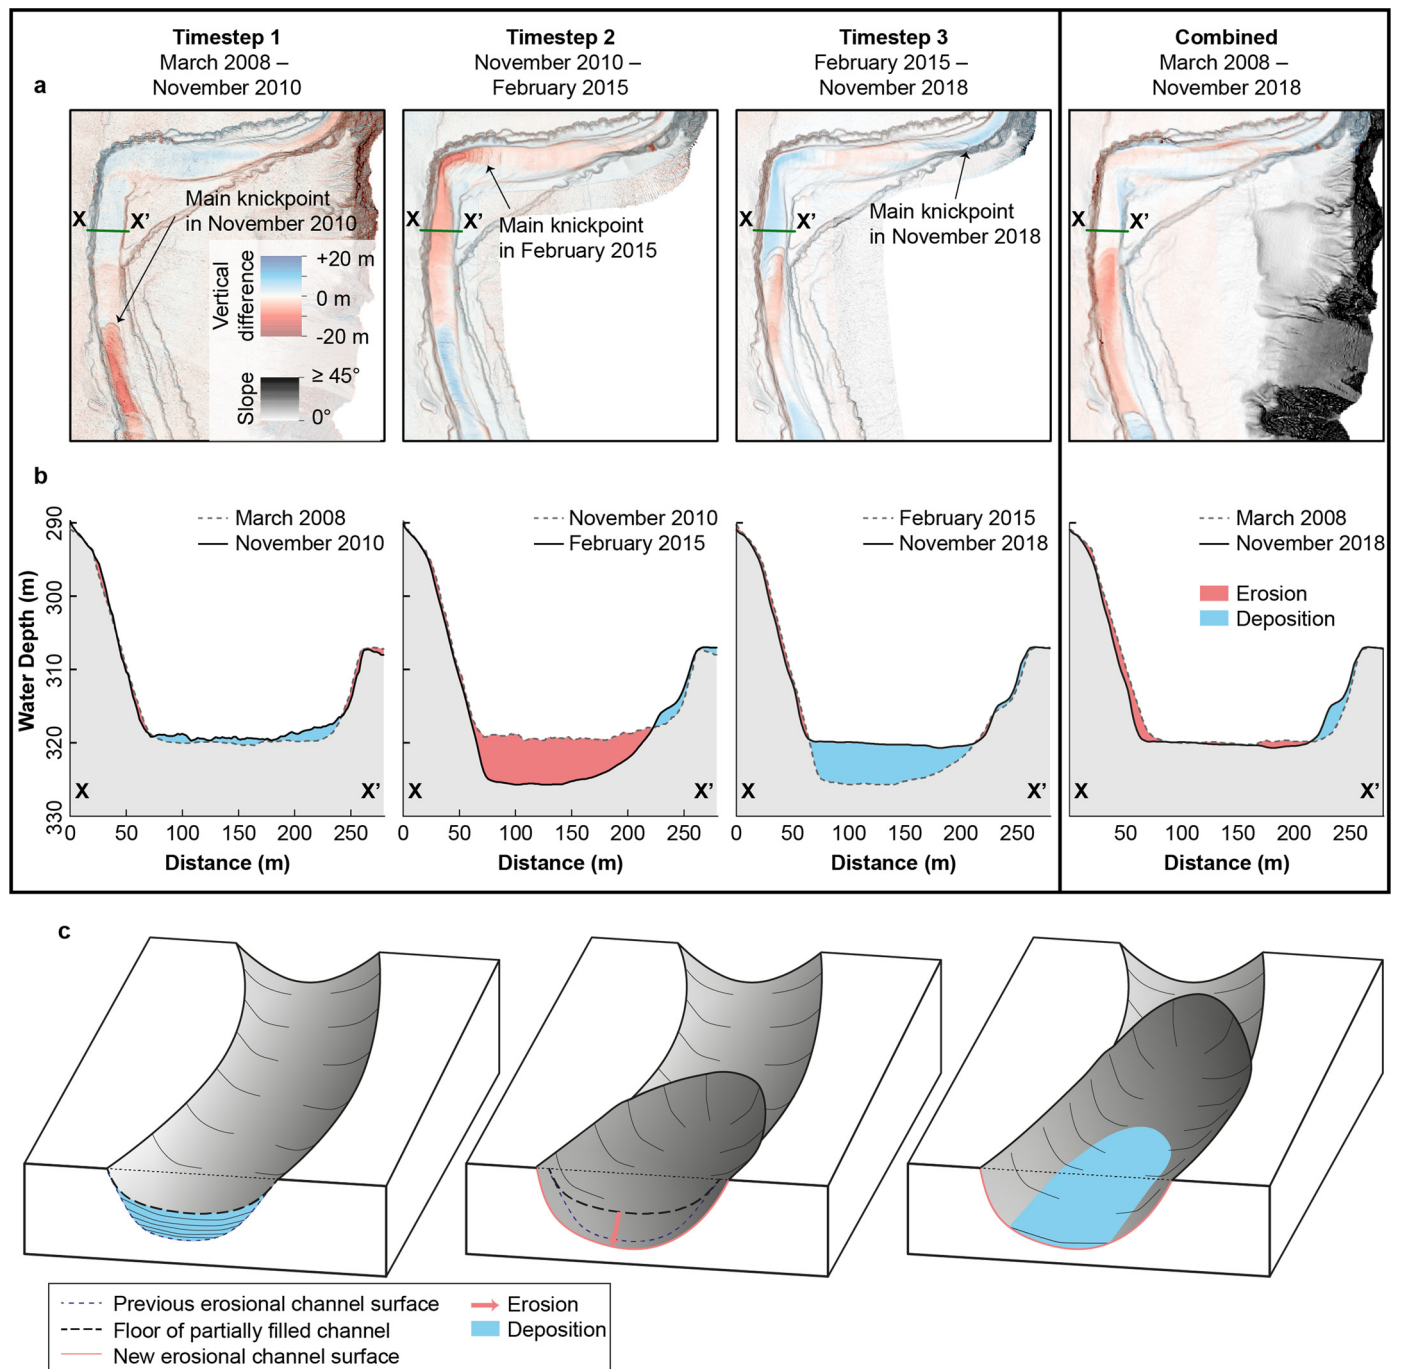 Timestep 1
March 2008 –
November 2010
Timestep 2
November 2010 –
February 2015
Timestep 3
February 2015 –
November 2018
Combined
March 2008 –
November 2018
a
X
X'
Main knickpoint
in November 2010
Vertical
difference
+20 m
0 m
-20 m
Slope
≥ 45°
0°
X
X'
Main knickpoint
in February 2015
X
X'
Main knickpoint
in November 2018
X
X'
b
Water Depth (m)
290
300
310
320
330
March 2008
November 2010
X
X'
0 50 100 150 200 250
Distance (m)
November 2010
February 2015
X
X'
0 50 100 150 200 250
Distance (m)
February 2015
November 2018
X
X'
0 50 100 150 200 250
Distance (m)
March 2008
November 2018
Erosion
Deposition
X
X'
50 100 150 200 250
Distance (m)
c
Previous erosional channel surface
Floor of partially filled channel
New erosional channel surface
Erosion
Deposition